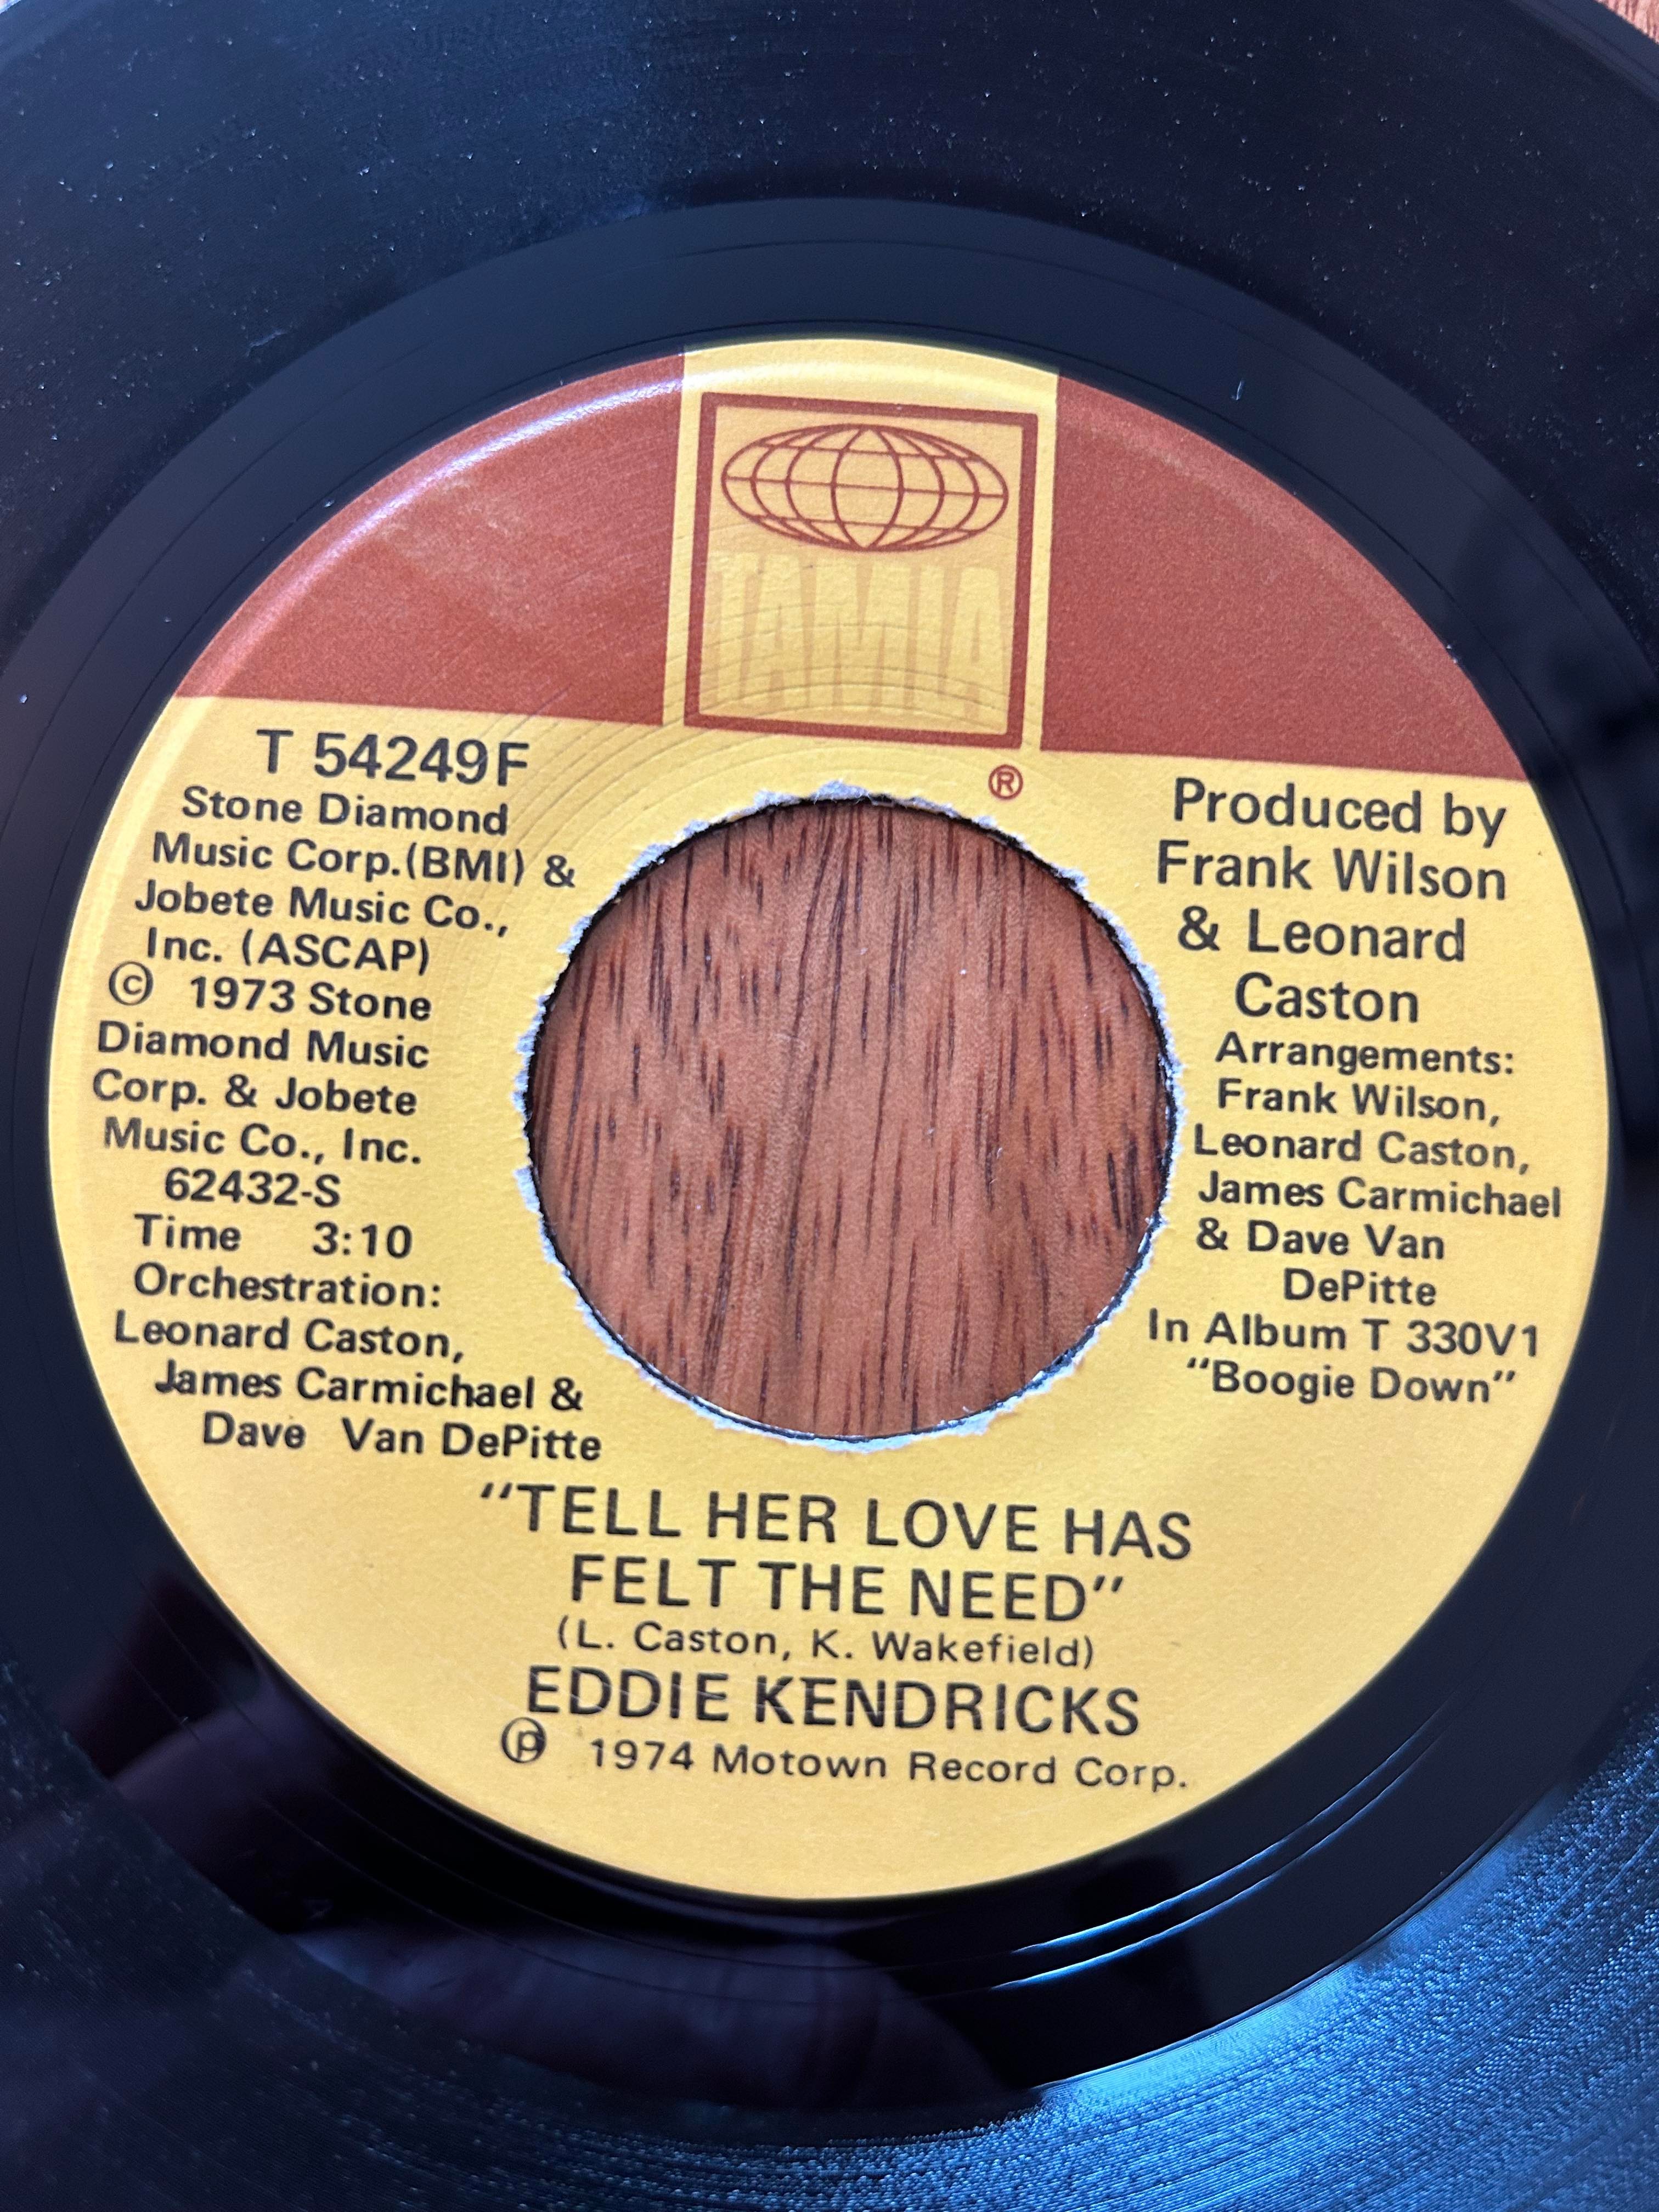 TAMLA
®
T 54249F
Stone Diamond
Music Corp.(BMI) &
Jobete Music Co.,
Inc. (ASCAP)
© 1973 Stone
Diamond Music
Corp. & Jobete
Music Co., Inc.
62432-S
Time 3:10
Orchestration:
Leonard Caston,
James Carmichael &
Dave Van DePitte
Produced by
Frank Wilson
& Leonard
Caston
Arrangements:
Frank Wilson,
Leonard Caston,
James Carmichael
& Dave Van
DePitte
In Album T 330V1
"Boogie Down"
"TELL HER LOVE HAS
FELT THE NEED"
(L. Caston, K. Wakefield)
EDDIE KENDRICKS
℗ 1974 Motown Record Corp.